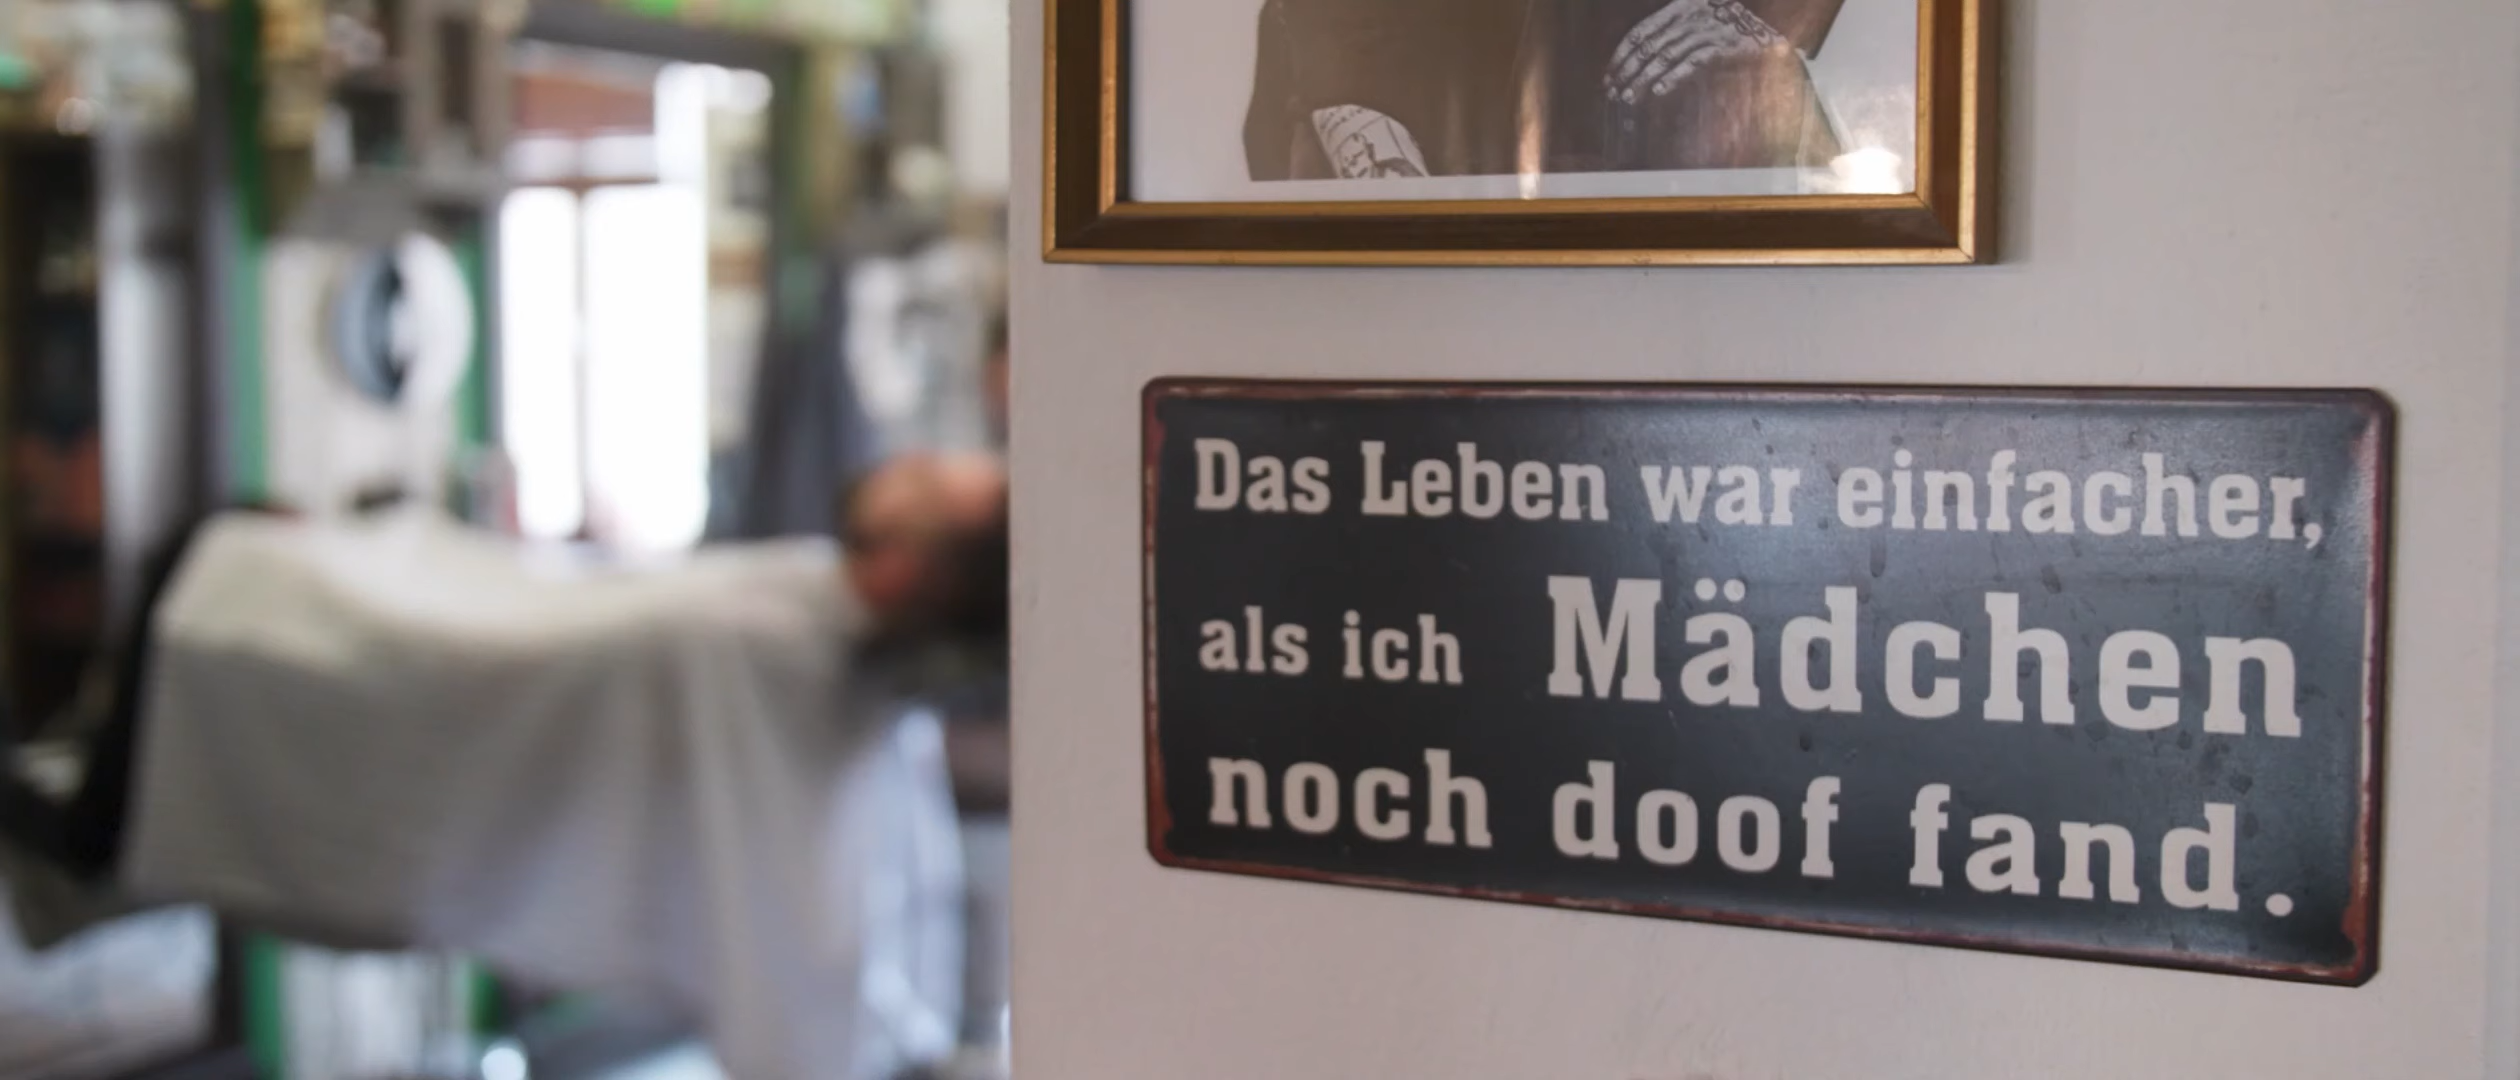 Das Leben war einfacher,
als ich Mädchen
noch doof fand.